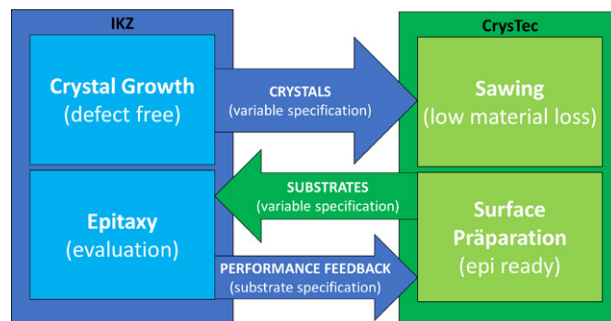 IKZ
CrysTec
Crystal Growth
(defect free)
CRYSTALS
(variable specification)
Sawing
(low material loss)
SUBSTRATES
(variable specification)
Epitaxy
(evaluation)
Surface
Präparation
(epi ready)
PERFORMANCE FEEDBACK
(substrate specification)